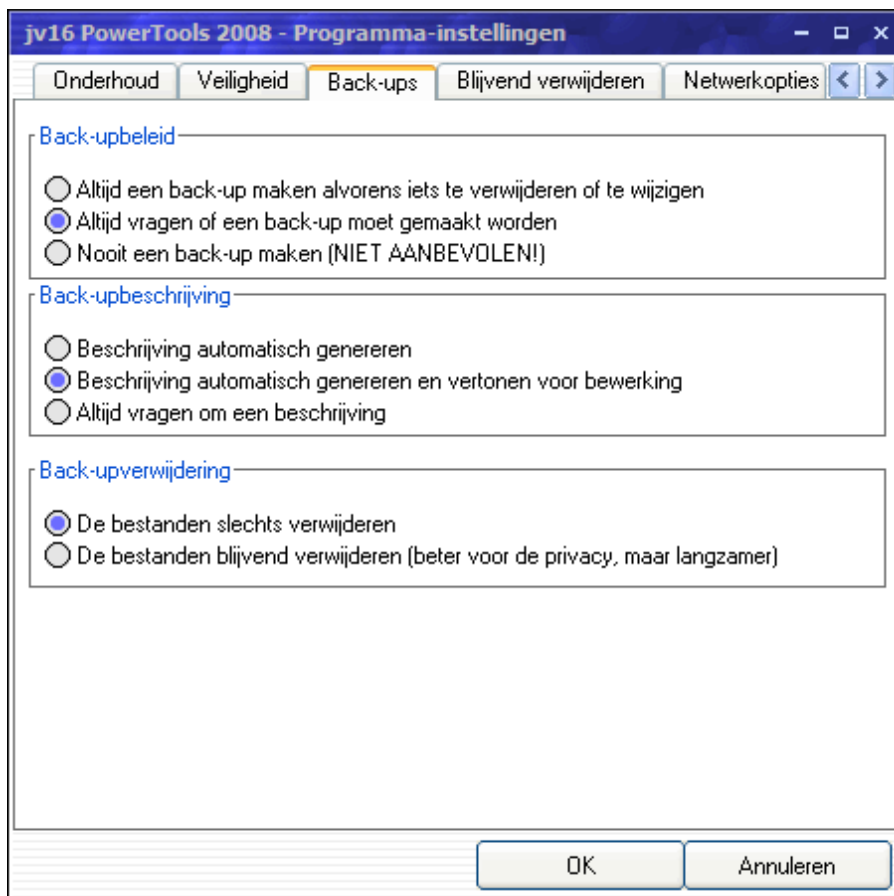 jv16 PowerTools 2008 - Programma-instellingen
Onderhoud Veiligheid Back-ups Blijvend verwijderen Netwerkopties
Back-upbeleid
Altijd een back-up maken alvorens iets te verwijderen of te wijzigen
Altijd vragen of een back-up moet gemaakt worden
Nooit een back-up maken (NIET AANBEVOLEN!)
Back-upbeschrijving
Beschrijving automatisch genereren
Beschrijving automatisch genereren en vertonen voor bewerking
Altijd vragen om een beschrijving
Back-upverwijdering
De bestanden slechts verwijderen
De bestanden blijvend verwijderen (beter voor de privacy, maar langzamer)
OK Annuleren